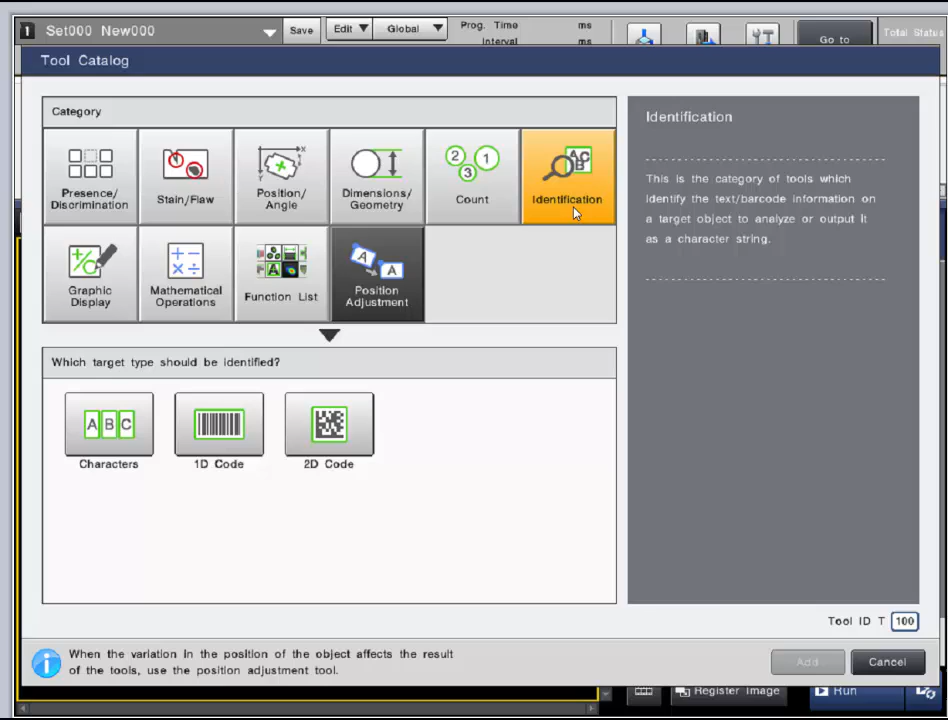 1 Set000 New000 Save Edit Global Prog. Time ms
Interval ms Go to Total Status
Tool Catalog
Category
Presence/
Discrimination
Stain/Flaw
Position/
Angle
Dimensions/
Geometry
Count
Identification
Graphic
Display
Mathematical
Operations
Function List
Position
Adjustment
Which target type should be identified?
ABC
Characters
1D Code
2D Code
Identification
This is the category of tools which
identify the text/barcode information on
a target object to analyze or output it
as a character string.
Tool ID T 100
When the variation in the position of the object affects the result
of the tools, use the position adjustment tool.
Add Cancel
Register Image Run